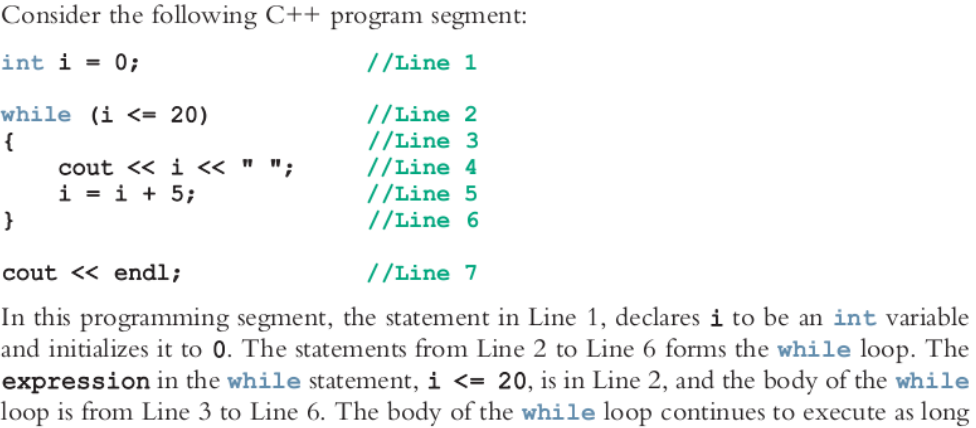 Consider the following C++ program segment:
int i = 0; //Line 1
while (i <= 20) //Line 2
{ //Line 3
    cout << i << " "; //Line 4
    i = i + 5; //Line 5
} //Line 6
cout << endl; //Line 7
In this programming segment, the statement in Line 1, declares i to be an int variable
and initializes it to 0. The statements from Line 2 to Line 6 forms the while loop. The
expression in the while statement, i <= 20, is in Line 2, and the body of the while
loop is from Line 3 to Line 6. The body of the while loop continues to execute as long